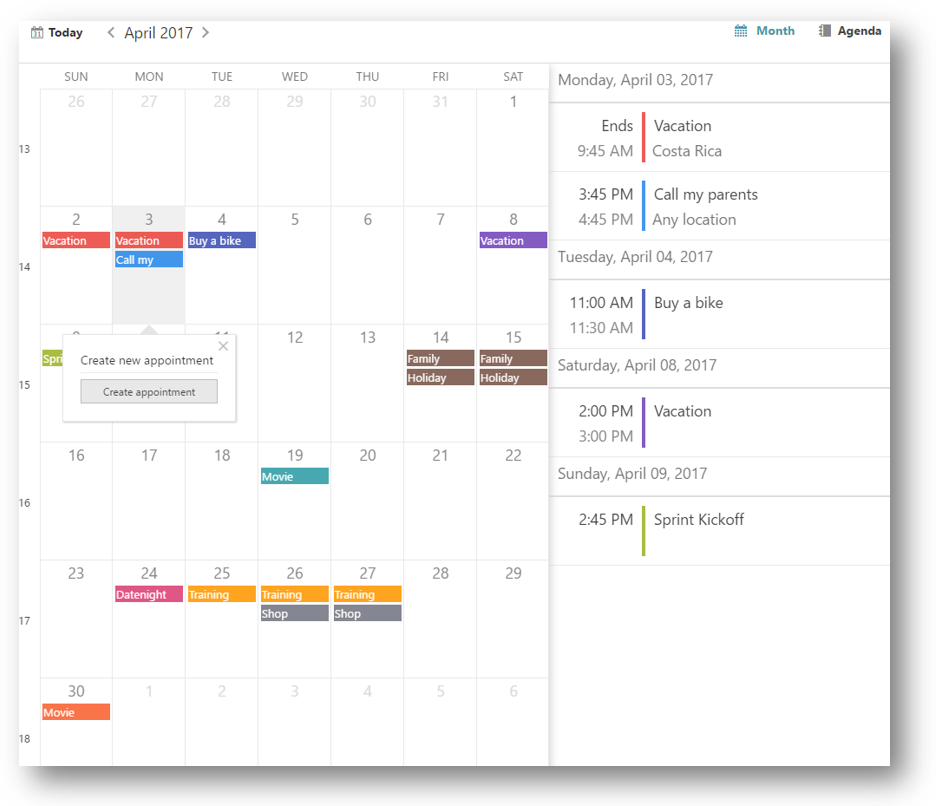 Today
April 2017
Month
Agenda
SUN MON TUE WED THU FRI SAT
26 27 28 29 30 31 1
13
2 3 4 5 6 7 8
Vacation Vacation Buy a bike Vacation
Call my
14
11 12 13 14 15
Spri Family Family
Holiday Holiday
15
Create new appointment
Create appointment
16 17 18 19 20 21 22
Movie
16
23 24 25 26 27 28 29
Datenight Training Training Training
Shop Shop
17
30 1 2 3 4 5 6
Movie
18
Monday, April 03, 2017
Ends Vacation
9:45 AM Costa Rica
3:45 PM Call my parents
4:45 PM Any location
Tuesday, April 04, 2017
11:00 AM Buy a bike
11:30 AM
Saturday, April 08, 2017
2:00 PM Vacation
3:00 PM
Sunday, April 09, 2017
2:45 PM Sprint Kickoff